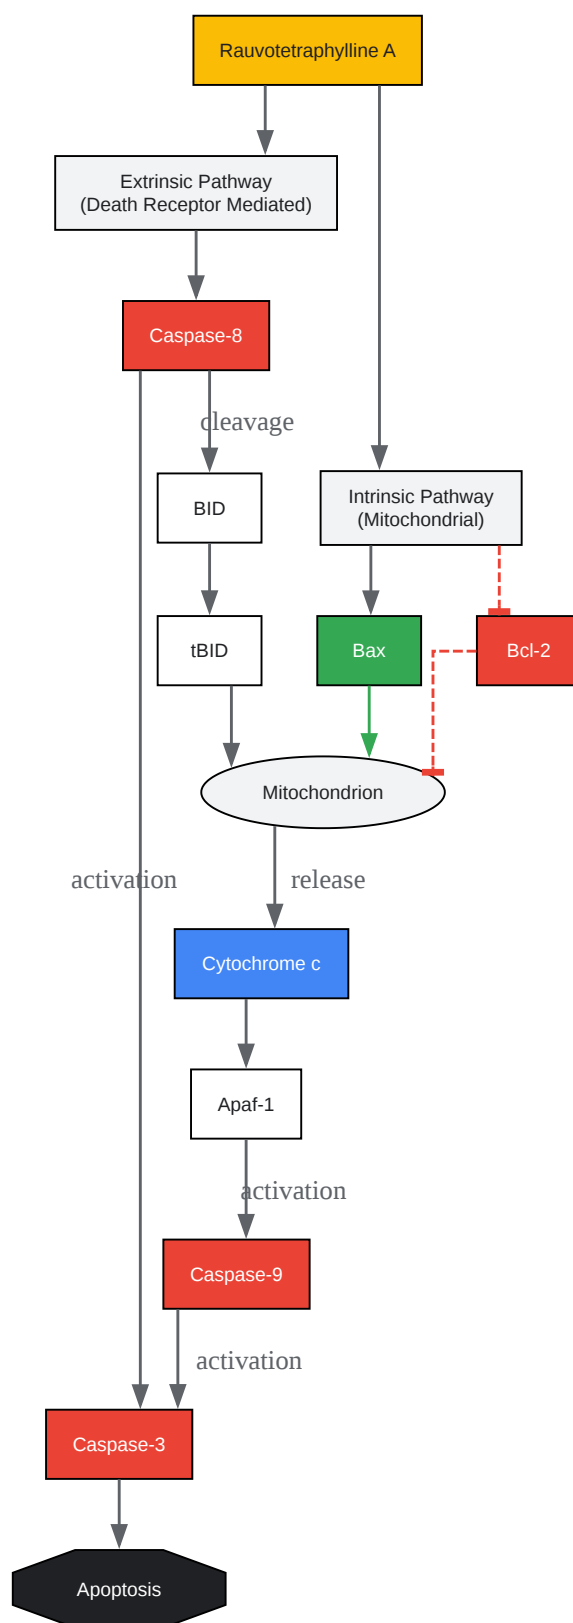 Rauvotetraphylline A
Extrinsic Pathway
(Death Receptor Mediated)
Caspase-8
cleavage
BID
Intrinsic Pathway
(Mitochondrial)
tBID
Bax
Bcl-2
Mitochondrion
activation
release
Cytochrome c
Apaf-1
activation
Caspase-9
activation
Caspase-3
Apoptosis